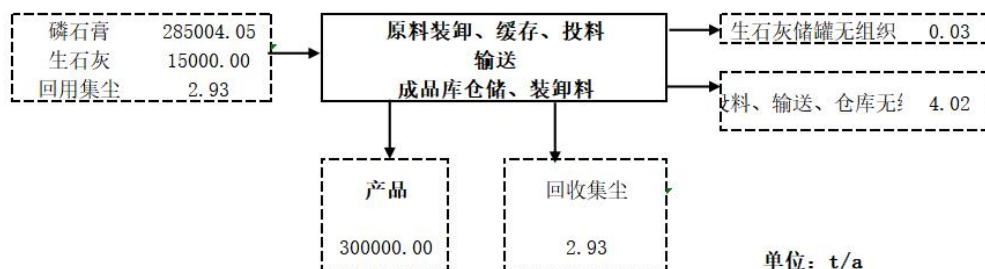 磷石膏 285004.05
生石灰 15000.00
回用集尘 2.93
原料装卸、缓存、投料
输送
成品库仓储、装卸料
生石灰储罐无组织 0.03
料、输送、仓库无 4.02
产品
300000.00
回收集尘
2.93
单位：t/a